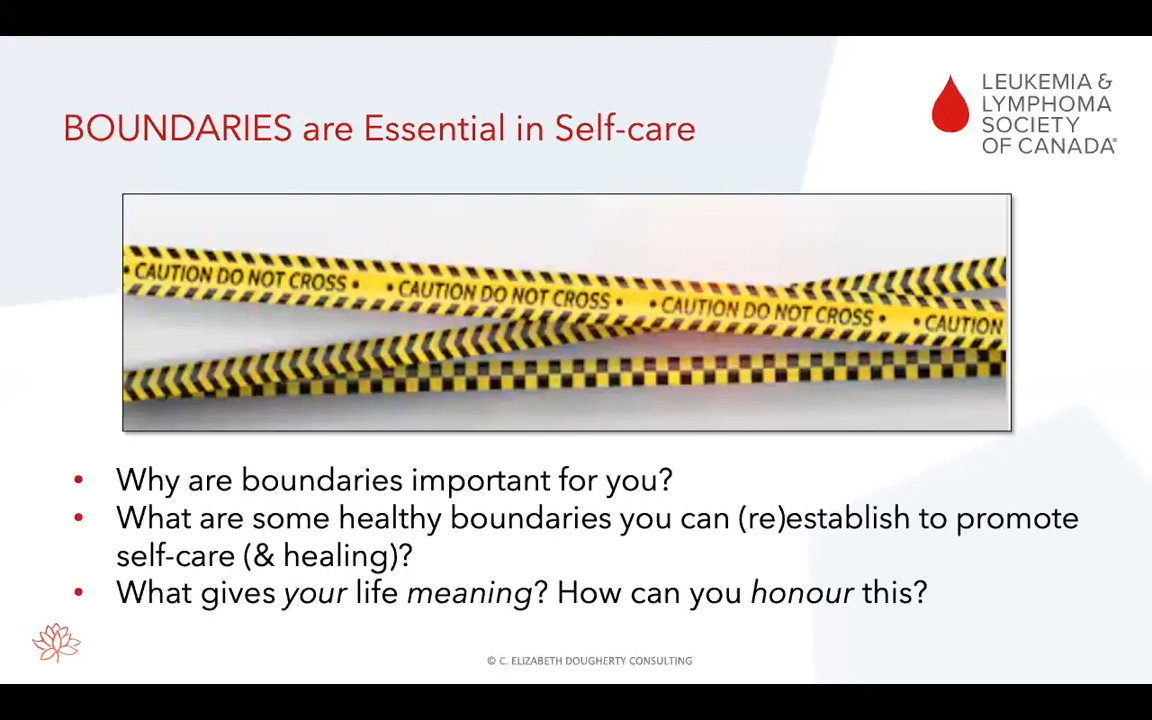 BOUNDARIES are Essential in Self-care
LEUKEMIA &
LYMPHOMA
SOCIETY
OF CANADA®
• CAUTION DO NOT CROSS • • CAUTION DO NOT CROSS • • CAUTION DO NOT CROSS • • CAUTION
• Why are boundaries important for you?
• What are some healthy boundaries you can (re)establish to promote
self-care (& healing)?
• What gives your life meaning? How can you honour this?
© C. ELIZABETH DOUGHERTY CONSULTING